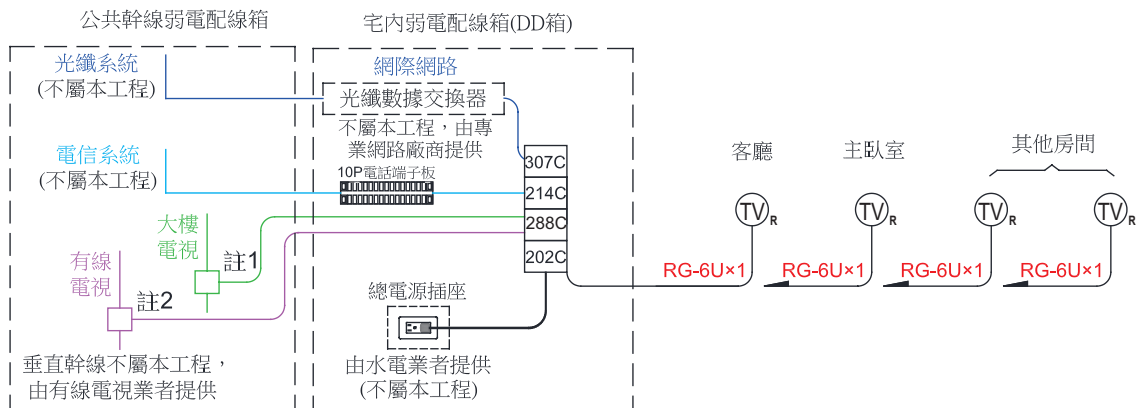 公共幹線弱電配線箱
光纖系統
(不屬本工程)
電信系統
(不屬本工程)
大樓
電視
註1
有線
電視
註2
垂直幹線不屬本工程,
由有線電視業者提供
宅內弱電配線箱(DD箱)
網際網路
光纖數據交換器
不屬本工程,由專
業網路廠商提供
10P電話端子板
307C
214C
288C
202C
總電源插座
由水電業者提供
(不屬本工程)
客廳
主臥室
其他房間
TVR
TVR
TVR
TVR
RG-6U×1
RG-6U×1
RG-6U×1
RG-6U×1